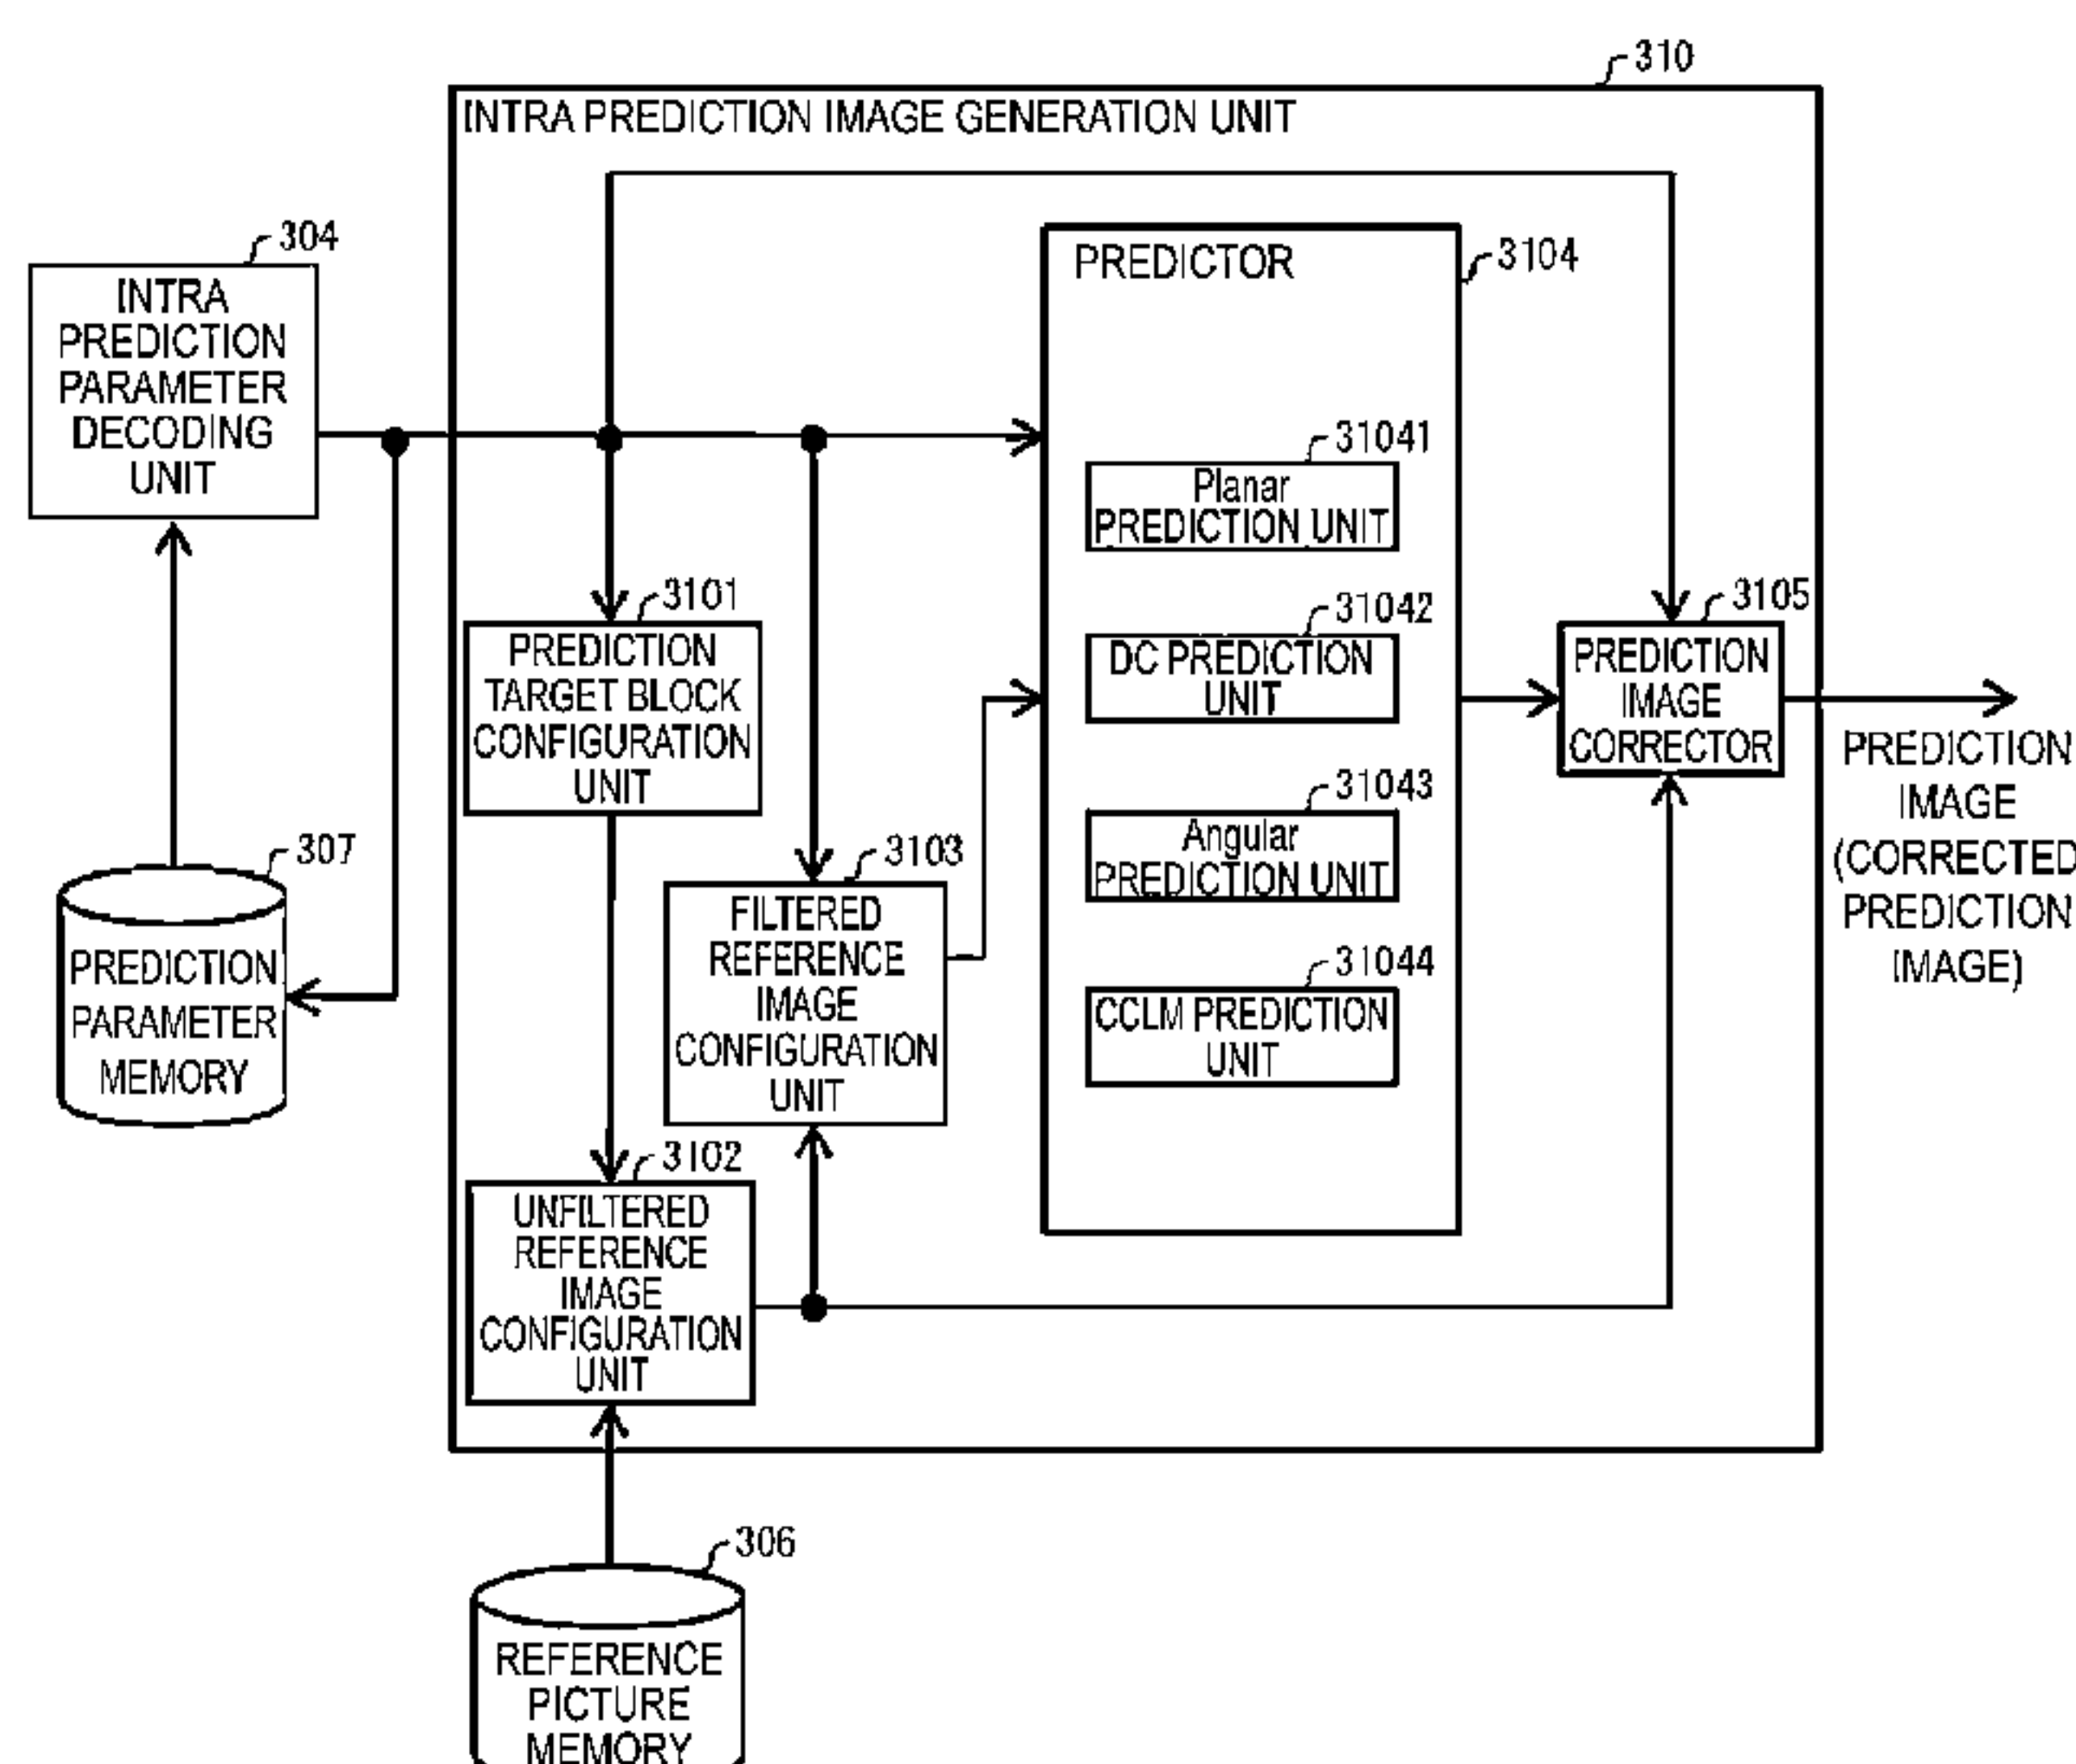 310
INTRA PREDICTION IMAGE GENERATION UNIT
304
INTRA
PREDICTION
PARAMETER
DECODING
UNIT
PREDICTOR
3104
31041
Planar
PREDICTION UNIT
3101
PREDICTION
TARGET BLOCK
CONFIGURATION
UNIT
31042
DC PREDICTION
UNIT
3105
PREDICTION
IMAGE
CORRECTOR
PREDICTION
IMAGE
(CORRECTED
PREDICTION
IMAGE)
31043
Angular
PREDICTION UNIT
307
PREDICTION
PARAMETER
MEMORY
3103
FILTERED
REFERENCE
IMAGE
CONFIGURATION
UNIT
31044
CCLM PREDICTION
UNIT
3102
UNFILTERED
REFERENCE
IMAGE
CONFIGURATION
UNIT
306
REFERENCE
PICTURE
MEMORY